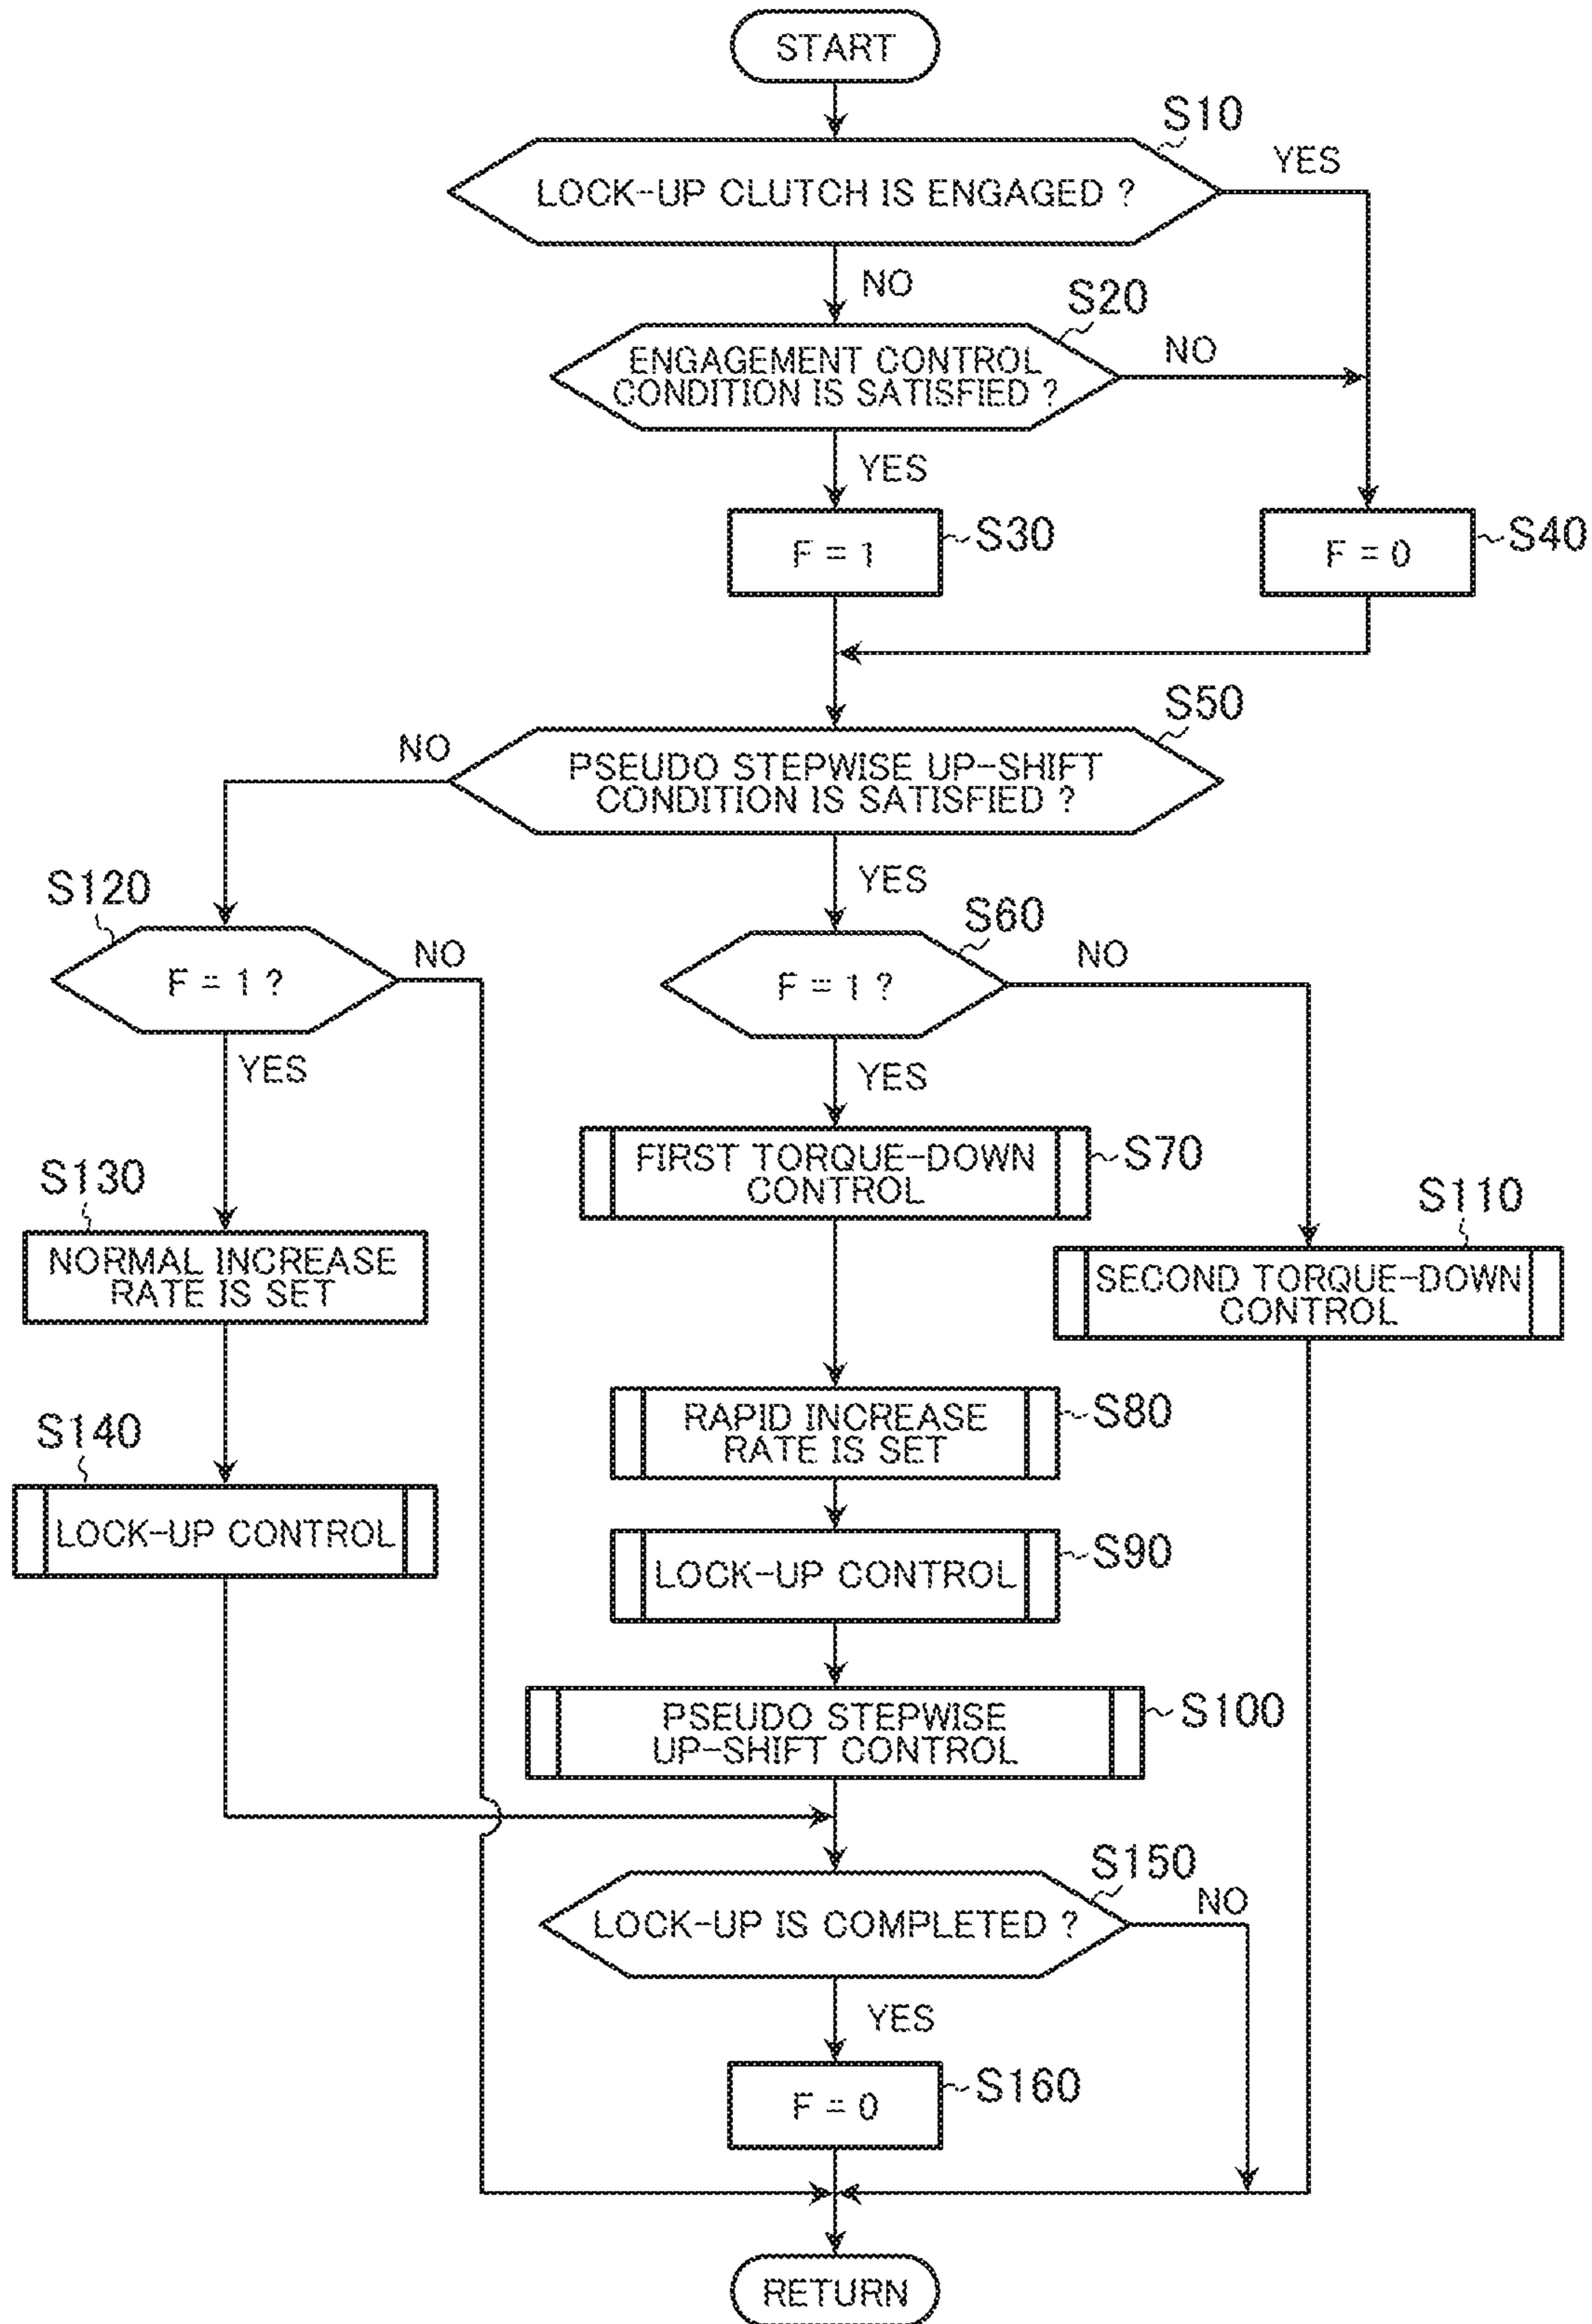 START
S10
LOCK-UP CLUTCH IS ENGAGED ?
YES
NO
S20
ENGAGEMENT CONTROL
CONDITION IS SATISFIED ?
NO
YES
F = 1
S30
F = 0
S40
S50
NO
PSEUDO STEPWISE UP-SHIFT
CONDITION IS SATISFIED ?
YES
S120
F = 1 ?
NO
YES
S60
F = 1 ?
NO
YES
S130
NORMAL INCREASE
RATE IS SET
FIRST TORQUE-DOWN
CONTROL
S70
S110
SECOND TORQUE-DOWN
CONTROL
S140
LOCK-UP CONTROL
RAPID INCREASE
RATE IS SET
S80
LOCK-UP CONTROL
S90
PSEUDO STEPWISE
UP-SHIFT CONTROL
S100
S150
LOCK-UP IS COMPLETED ?
NO
YES
F = 0
S160
RETURN